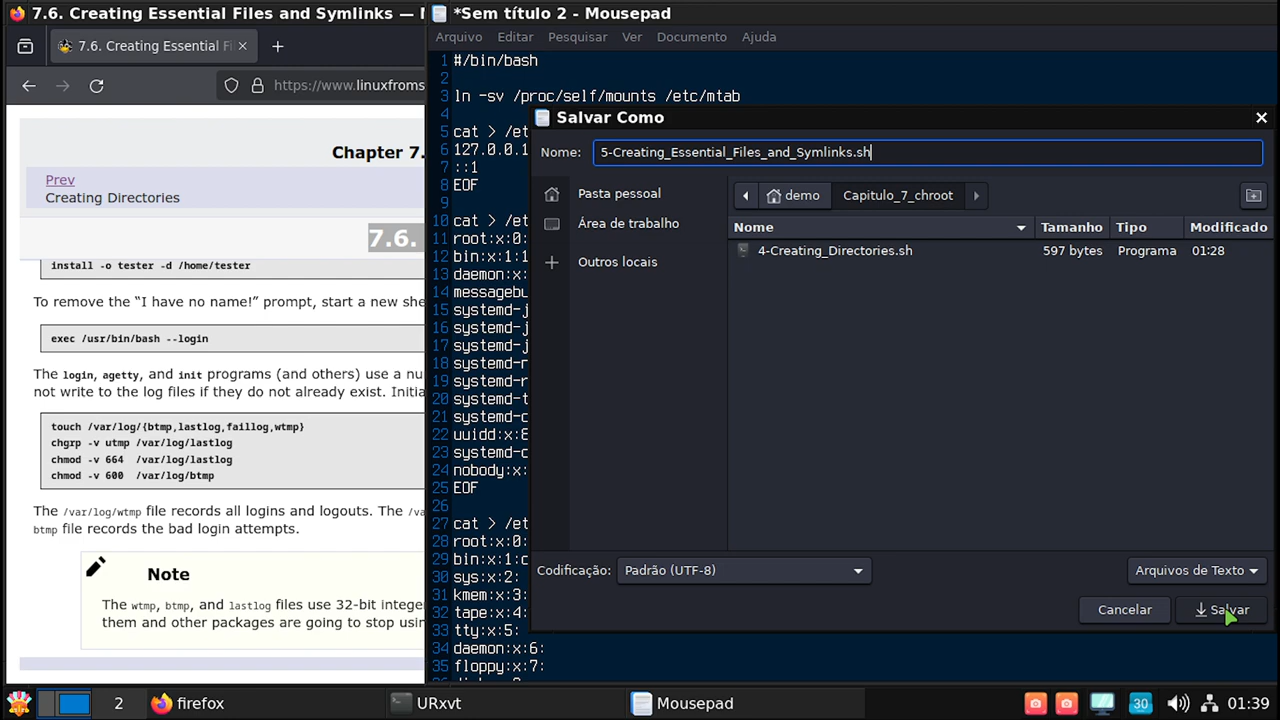 7.6. Creating Essential Files and Symlinks —
*Sem título 2 - Mousepad
7.6. Creating Essential Fi
https://www.linuxfroms
Arquivo Editar Pesquisar Ver Documento Ajuda
Chapter 7.
Prev
Creating Directories
7.6.
install -o tester -d /home/tester
To remove the “I have no name!” prompt, start a new she
exec /usr/bin/bash --login
The login, agetty, and init programs (and others) use a nu
not write to the log files if they do not already exist. Initia
touch /var/log/{btmp,lastlog,faillog,wtmp}
chgrp -v utmp /var/log/lastlog
chmod -v 664 /var/log/lastlog
chmod -v 600 /var/log/btmp
The /var/log/wtmp file records all logins and logouts. The /va
btmp file records the bad login attempts.
Note
The wtmp, btmp, and lastlog files use 32-bit intege
them and other packages are going to stop usin
1 #/bin/bash
2
3 ln -sv /proc/self/mounts /etc/mtab
4
5 cat > /et
6 127.0.0.1
7 ::1
8 EOF
9
10 cat > /et
11 root:x:0:
12 bin:x:1:1
13 daemon:x:
14 messagebu
15 systemd-j
16 systemd-j
17 systemd-j
18 systemd-r
19 systemd-r
20 systemd-t
21 systemd-c
22 uuidd:x:8
23 systemd-c
24 nobody:x:
25 EOF
26
27 cat > /et
28 root:x:0:
29 bin:x:1:d
30 sys:x:2:
31 kmem:x:3:
32 tape:x:4:
33 tty:x:5:
34 daemon:x:6:
35 floppy:x:7:
Salvar Como
Nome: 5-Creating_Essential_Files_and_Symlinks.sh
Pasta pessoal
Área de trabalho
Outros locais
demo Capitulo_7_chroot
Nome Tamanho Tipo Modificado
4-Creating_Directories.sh 597 bytes Programa 01:28
Codificação: Padrão (UTF-8) Arquivos de Texto
Cancelar Salvar
2 firefox URxvt Mousepad 30 01:39